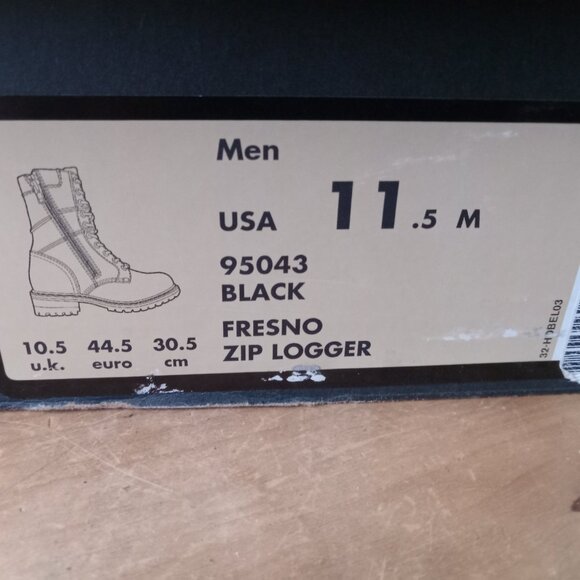 Men
USA 11.5 M
95043
BLACK
FRESNO
ZIP LOGGER
10.5 44.5 30.5
u.k. euro cm